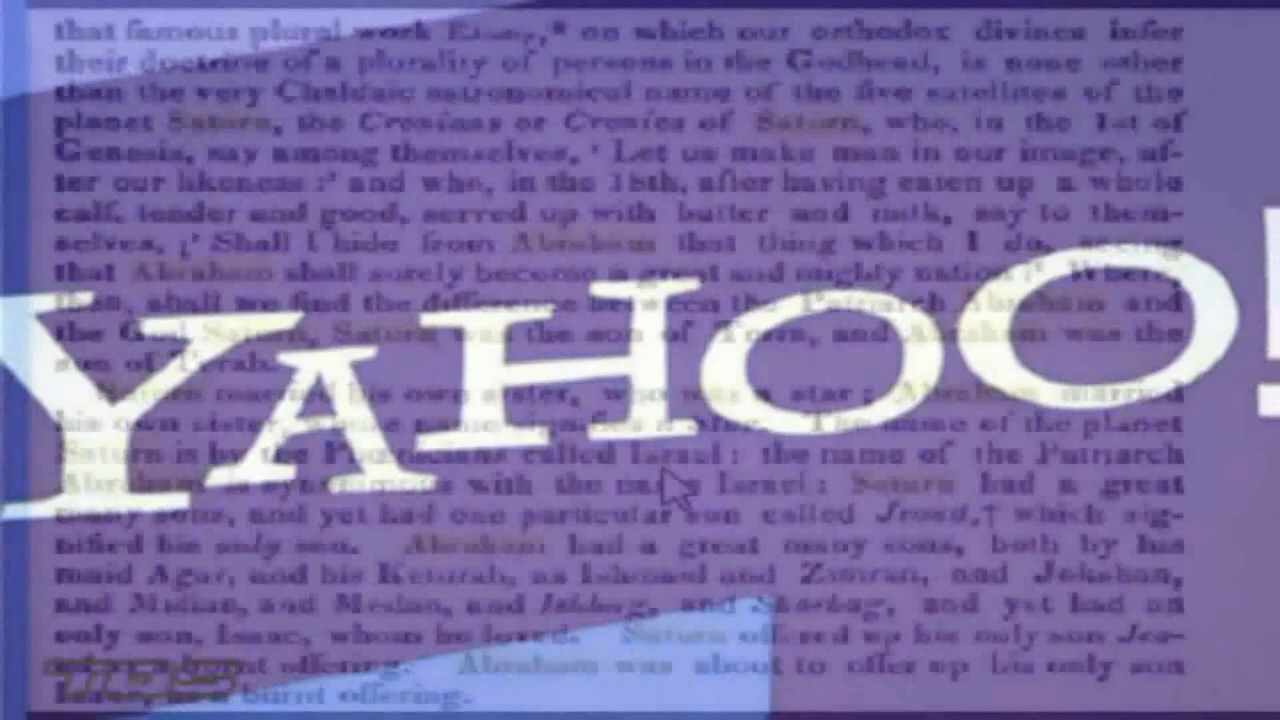 that famous plural work on which our orthodox divines infer
their doctrine of a plurality of persons in the Godhead, is none other
than the very Chaldaic astronomical name of the five satellites of the
planet Saturn, the Cronians or Cronies of Saturn, who, in the 1st of
Genesis, say among themselves, ‘ Let us make man in our image, af-
ter our likeness :’ and who, in the 18th, after having eaten up a whole
calf, tender and good, served up with butter and milk, say to them-
selves, ¿‘ Shall I hide from Abraham that thing which I do, seeing
that Abraham shall surely become a great and mighty nation :’ Where,
then, shall we find the difference between the Patriarch Abraham and
the God Saturn, Saturn was the son of and Abraham was the
son of Terah.
Saturn married his own sister, who was a star ; Abraham married
his own sister, whose name signifies a star. The name of the planet
Saturn is by the Phœnicians called Israel : the name of the Patriarch
Abraham is synonymous with the name Israel : Saturn had a great
many sons, and yet had one particular son called Jeoud,† which sig-
nified his only son. Abraham had a great many sons, both by his
maid Agar, and his Keturah, as Ishmael and Zimran, and Jokshan,
and Midian, and Medan, and Ishbag, and and yet had an
only son, Isaac, whom he loved. Saturn offered up his only son Jeo-
burnt offering. Abraham was about to offer up his only son
Isaac, as a burnt offering.
YAHOO!